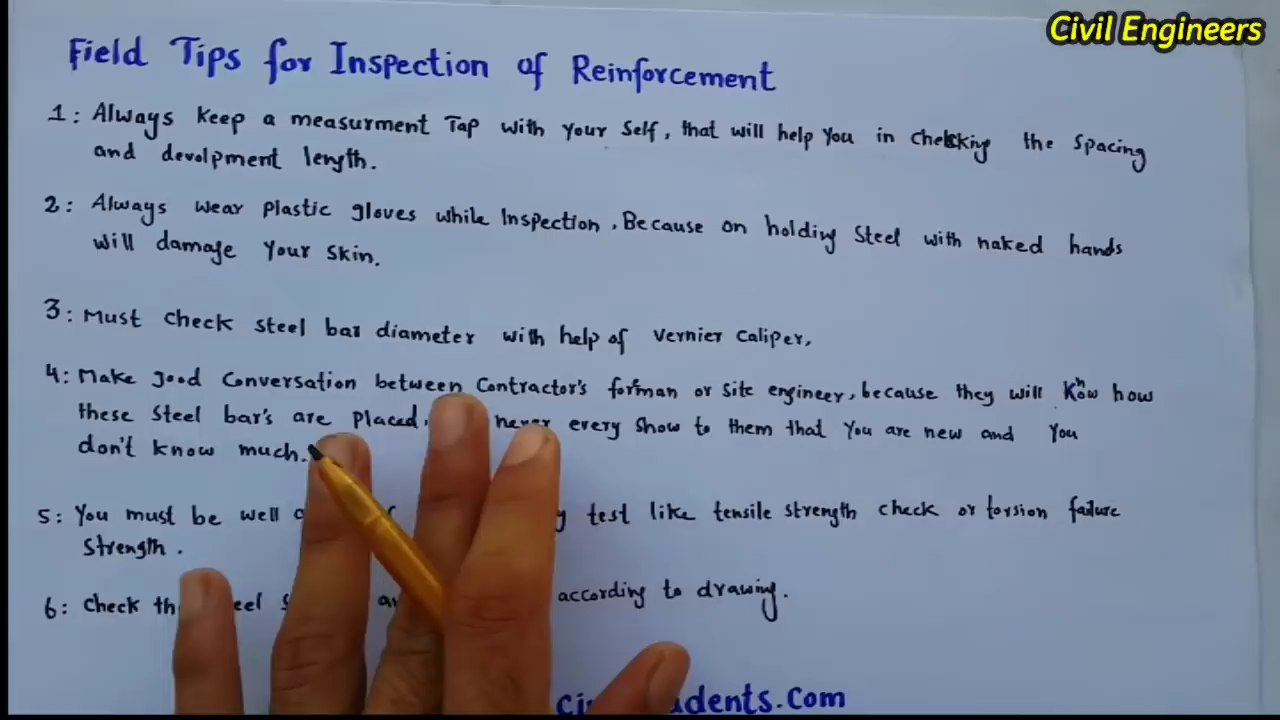 Civil Engineers
Field Tips for Inspection of Reinforcement
1: Always keep a measurment Tap with your self, that will help you in checking the spacing
and devolpment length.
2: Always wear plastic gloves while Inspection. Because on holding steel with naked hands
will damage your skin.
3: Must check steel bar diameter with help of vernier caliper,
4: Make good conversation between contractor's forman or site engineer, because they will know how
these steel bar's are placed, never every show to them that you are new and you
don't know much.
5: You must be well test like tensile strength check or torsion failure
strength.
6: check according to drawing.
.com